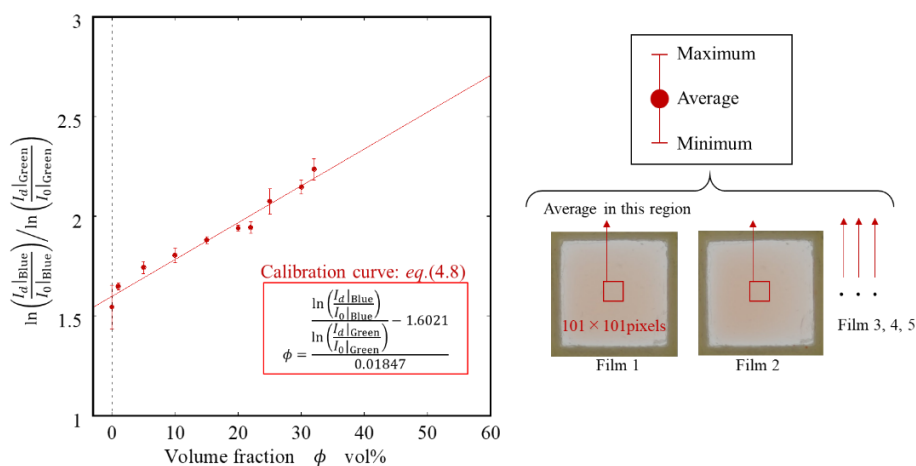 3
2.5
2
1.5
1
0 10 20 30 40 50 60
Volume fraction ϕ vol%
ln(I_d|Blue / I_0|Blue) / ln(I_d|Green / I_0|Green)
Calibration curve: eq.(4.8)
ϕ = (ln(I_d|Blue / I_0|Blue) / ln(I_d|Green / I_0|Green) − 1.6021) / 0.01847
Maximum
Average
Minimum
Average in this region
101×101pixels
Film 1
Film 2
Film 3, 4, 5